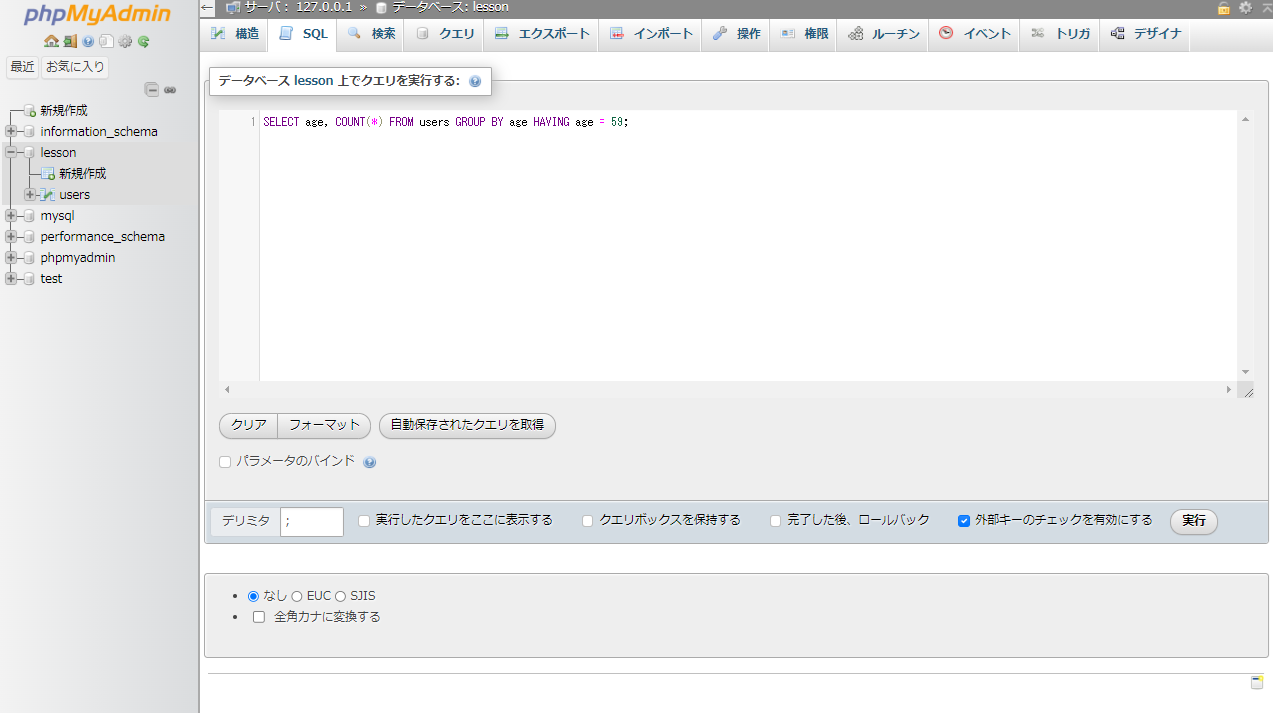 phpMyAdmin
最近 お気に入り
新規作成
information_schema
lesson
新規作成
users
mysql
performance_schema
phpmyadmin
test
サーバ: 127.0.0.1 » データベース: lesson
構造 SQL 検索 クエリ エクスポート インポート 操作 権限 ルーチン イベント トリガ デザイナ
データベース lesson 上でクエリを実行する:
1 SELECT age, COUNT(*) FROM users GROUP BY age HAVING age = 59;
クリア フォーマット 自動保存されたクエリを取得
パラメータのバインド
デリミタ ; 実行したクエリをここに表示する クエリボックスを保持する 完了した後、ロールバック 外部キーのチェックを有効にする 実行
なし EUC SJIS
全角カナに変換する